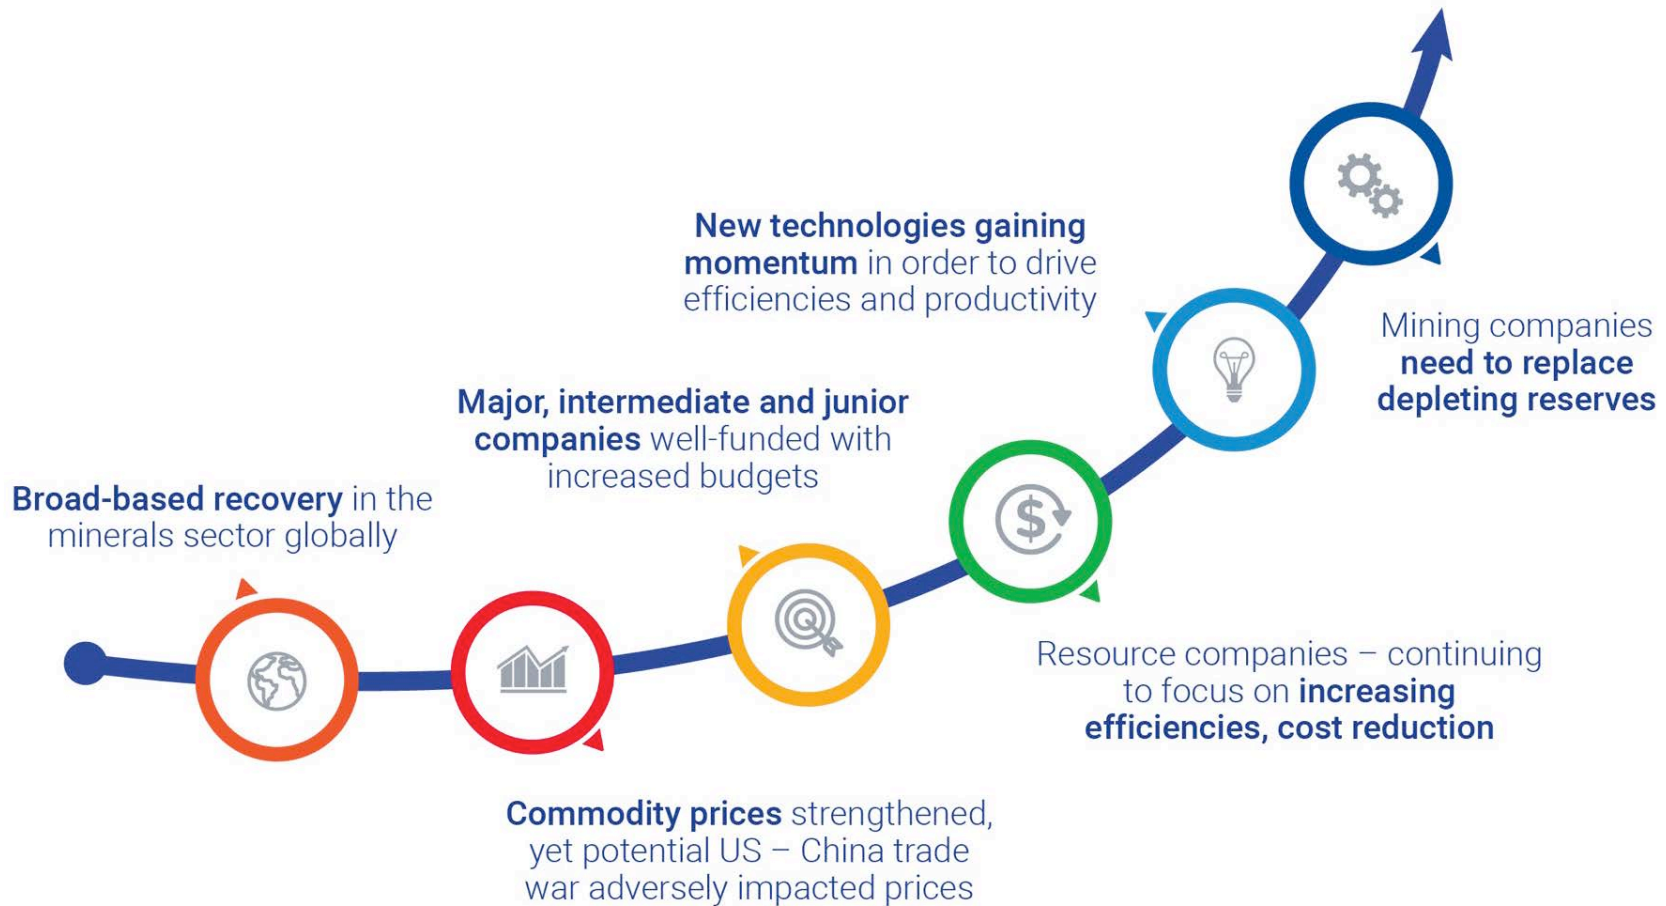 Broad-based recovery in the
minerals sector globally
Commodity prices strengthened,
yet potential US – China trade
war adversely impacted prices
Major, intermediate and junior
companies well-funded with
increased budgets
Resource companies – continuing
to focus on increasing
efficiencies, cost reduction
New technologies gaining
momentum in order to drive
efficiencies and productivity
Mining companies
need to replace
depleting reserves
$